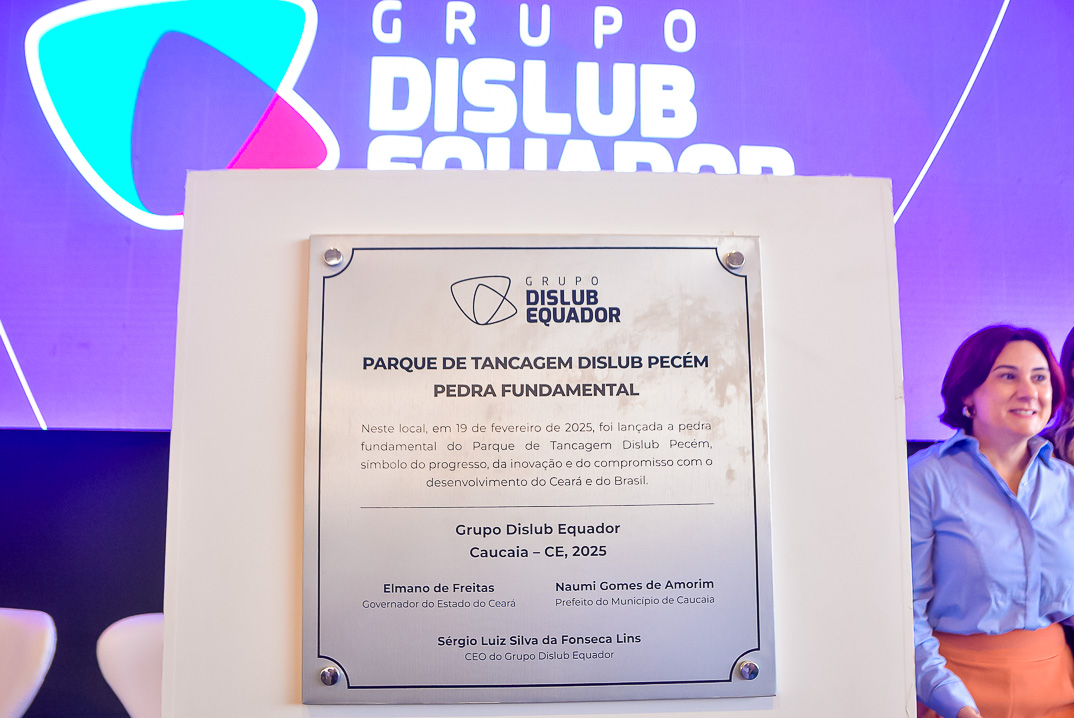 GRUPO
DISLUB
EQUADOR
GRUPO
DISLUB
EQUADOR
PARQUE DE TANCAGEM DISLUB PECÉM
PEDRA FUNDAMENTAL
Neste local, em 19 de fevereiro de 2025, foi lançada a pedra
fundamental do Parque de Tancagem Dislub Pecém,
símbolo do progresso, da inovação e do compromisso com o
desenvolvimento do Ceará e do Brasil.
Grupo Dislub Equador
Caucaia – CE, 2025
Elmano de Freitas
Governador do Estado do Ceará
Naumi Gomes de Amorim
Prefeito do Município de Caucaia
Sérgio Luiz Silva da Fonseca Lins
CEO do Grupo Dislub Equador